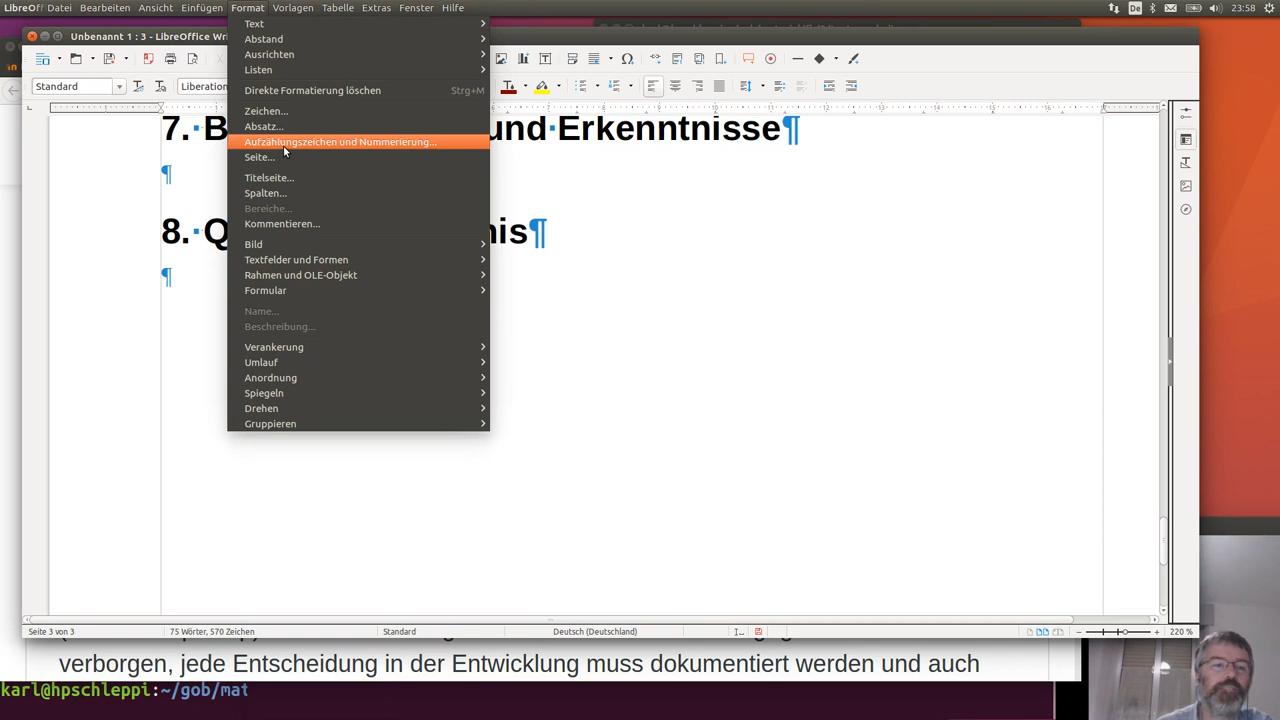 LibreOff Datei Bearbeiten Ansicht Einfügen Format Vorlagen Tabelle Extras Fenster Hilfe De 23:58
Benannt 1 : 3 - LibreOffice Wri
Standard
Liberation
Text
Abstand
Ausrichten
Listen
Direkte Formatierung löschen Strg+M
Zeichen...
Absatz...
Aufzählungszeichen und Nummerierung...
Seite...
Titelseite...
Spalten...
Bereiche...
Kommentieren...
Bild
Textfelder und Formen
Rahmen und OLE-Objekt
Formular
Name...
Beschreibung...
Verankerung
Umlauf
Anordnung
Spiegeln
Drehen
Gruppieren
7. B und Erkenntnisse¶
¶
8. Q nis¶
¶
Seite 3 von 3 75 Wörter, 570 Zeichen Standard Deutsch (Deutschland) 220 %
verborgen, jede Entscheidung in der Entwicklung muss dokumentiert werden und auch
karl@hpschleppi:~/gob/mat